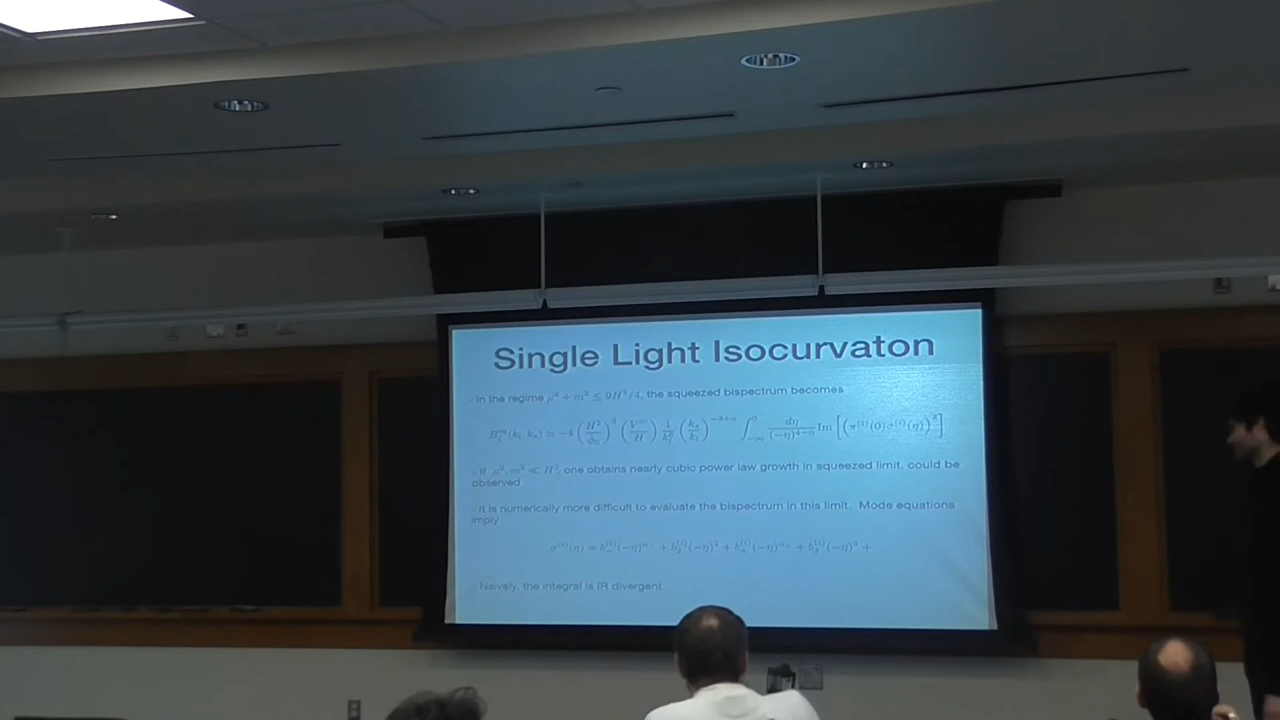 Single Light Isocurvaton
- In the regime μ² + m² ≤ 9H²/4, the squeezed bispectrum becomes
- If μ², m² ≪ H², one obtains nearly cubic power law growth in squeezed limit, could be
observed
- It is numerically more difficult to evaluate the bispectrum in this limit. Mode equations
imply
- Naively, the integral is IR divergent